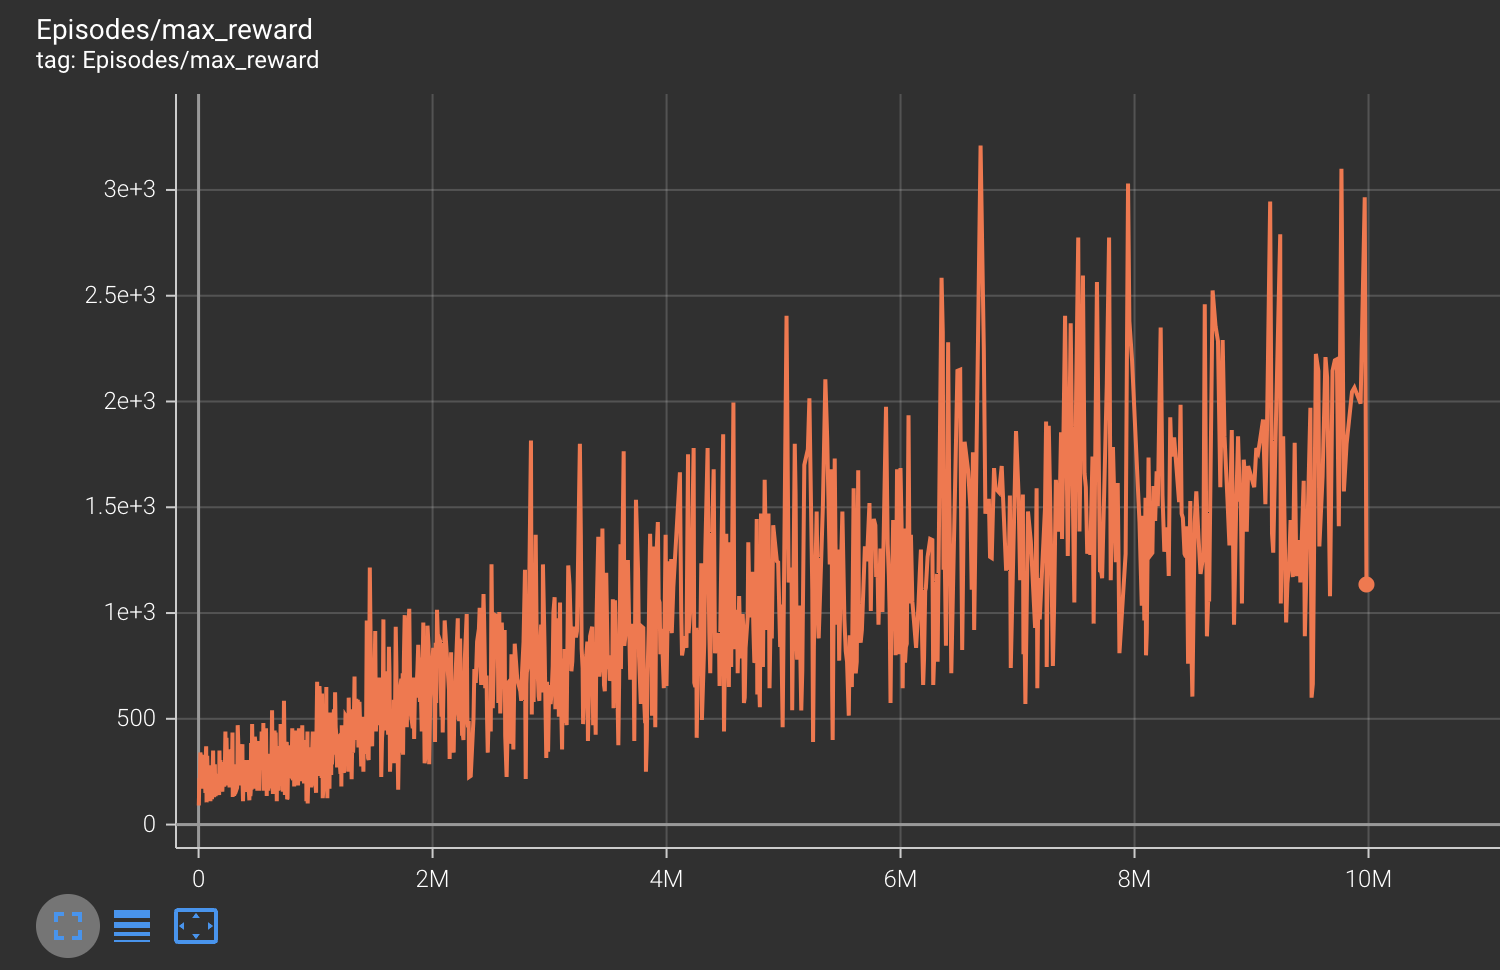 Episodes/max_reward
tag: Episodes/max_reward
3e+3
2.5e+3
2e+3
1.5e+3
1e+3
500
0
0 2M 4M 6M 8M 10M